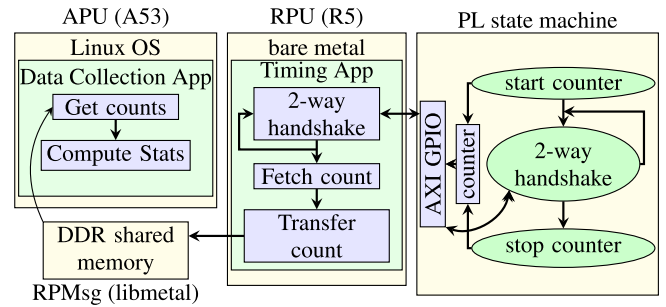 APU (A53)
Linux OS
Data Collection App
Get counts
Compute Stats
DDR shared
memory
RPMsg (libmetal)
RPU (R5)
bare metal
Timing App
2-way
handshake
Fetch count
Transfer
count
PL state machine
AXI GPIO
counter
start counter
2-way
handshake
stop counter